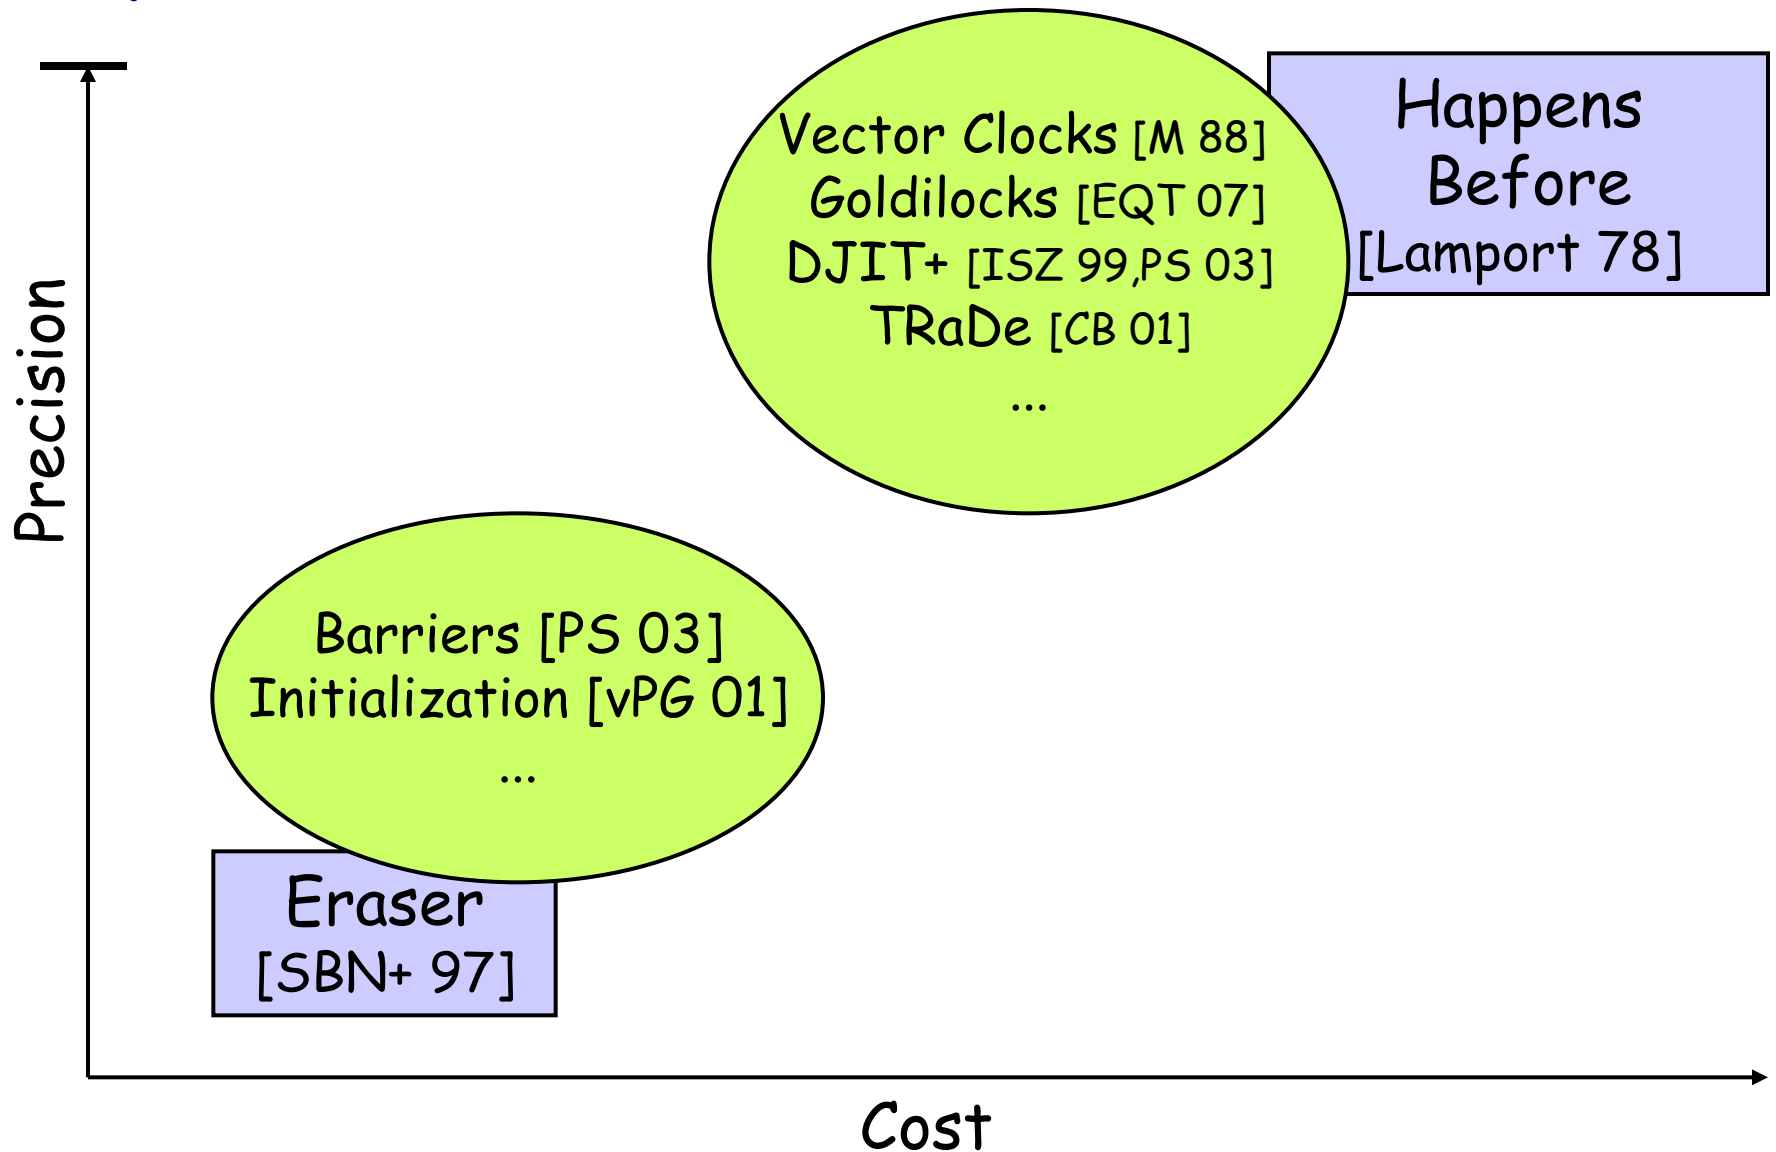 Precision
Vector Clocks [M 88]
Goldilocks [EQT 07]
DJIT+ [ISZ 99,PS 03]
TRaDe [CB 01]
...
Happens
Before
[Lamport 78]
Barriers [PS 03]
Initialization [vPG 01]
...
Eraser
[SBN+ 97]
Cost